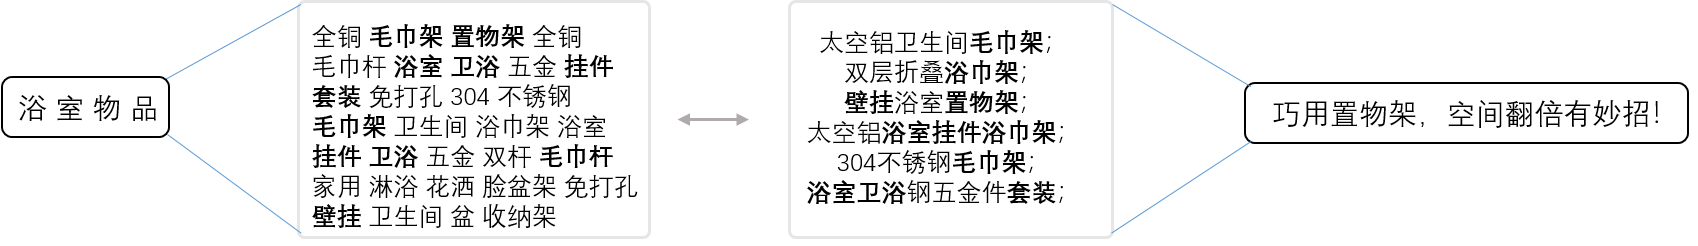 浴室物品
全铜 毛巾架 置物架 全铜
毛巾杆 浴室 卫浴 五金 挂件
套装 免打孔 304 不锈钢
毛巾架 卫生间 浴巾架 浴室
挂件 卫浴 五金 双杆 毛巾杆
家用 淋浴 花洒 脸盆架 免打孔
壁挂 卫生间 盆 收纳架
太空铝卫生间毛巾架；
双层折叠浴巾架；
壁挂浴室置物架；
太空铝浴室挂件浴巾架；
304不锈钢毛巾架；
浴室卫浴钢五金件套装；
巧用置物架，空间翻倍有妙招！